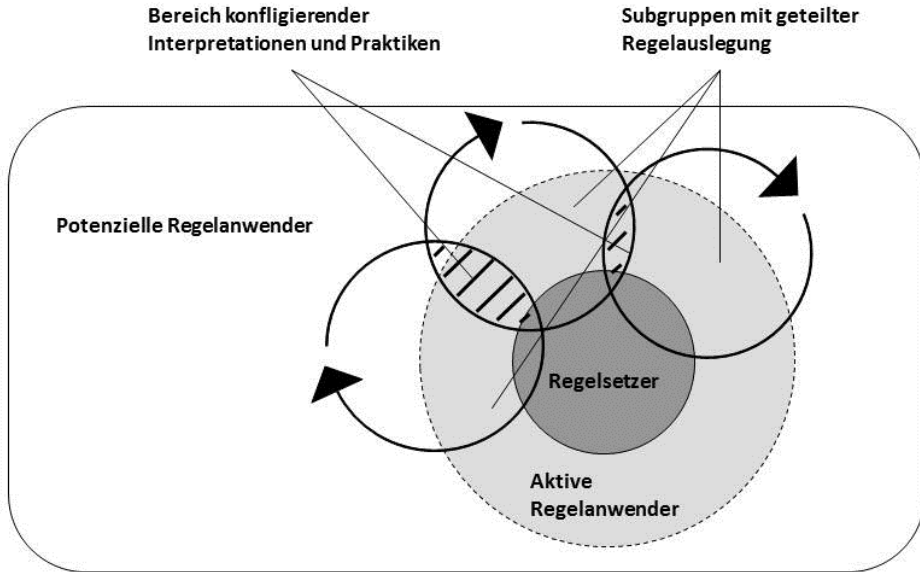 Bereich konfligierender
Interpretationen und Praktiken
Subgruppen mit geteilter
Regelauslegung
Potenzielle Regelanwender
Regelsetzer
Aktive
Regelanwender